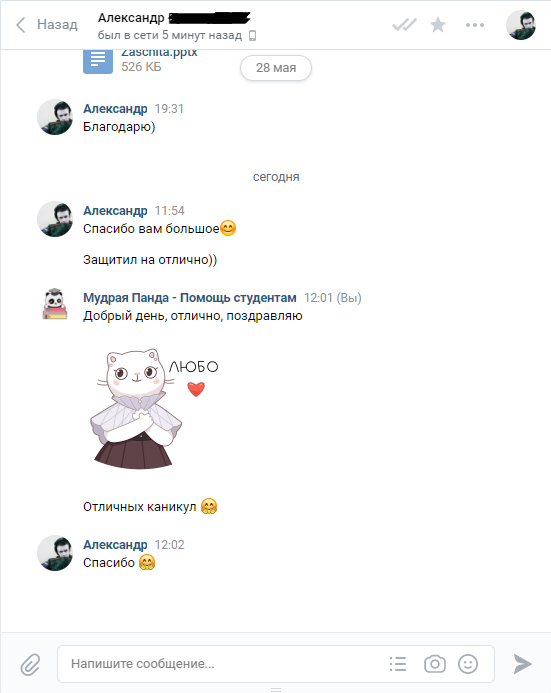 Назад
Александр
был в сети 5 минут назад
Zaschita.pptx
526 КБ
28 мая
Александр 19:31
Благодарю)
сегодня
Александр 11:54
Спасибо вам большое😊
Защитил на отлично))
Мудрая Панда - Помощь студентам 12:01 (Вы)
Добрый день, отлично, поздравляю
ЛЮБО
Отличных каникул 🤗
Александр 12:02
Спасибо 🤗
Напишите сообщение...